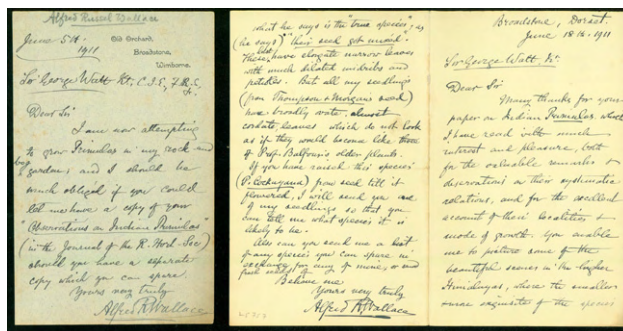 Alfred Russel Wallace
June 5th.
1911
Old Orchard,
Broadstone,
Wimborne.
Sir George Watt Kt, C.I.E, F.R.S,
Dear Sir
I am now attempting
to grow Primulas in my rock and
bog gardens, and I should be
much obliged if you could
let me have a copy of your
"Observations on Indian Primulas"
(in the Journal of the R. Hort. Soc)
should you have a separate
copy which you can spare.
Yours very truly
Alfred R. Wallace
what he says is the "true species", as
(he says) "their seed got mixed."
these, have elongate narrow leaves
with much dilated midribs and
petioles. But all my seedlings
(from Thompson & Morgans seed)
have broadly ovate, almost
cordate, leaves which do not look
as if they would become like those
of Prof. Balfour's older plants.
If you have raised this species
(P. Cockayana) from seed till it
flowered, I will send you one
of my seedlings so that you
can tell me what species it is
likely to be.
Also can you send me a list
of any species you can spare in
exchange for any of mine, or
Believe me
Yours very truly
Alfred R. Wallace
Broadstone, Dorset.
June 18th. 1911
Sir George Watt Kt.
Dear Sir
Many thanks for your
paper on Indian Primulas, which
I have read with much
interest and pleasure, both
for the valuable remarks &
observations on their systematic
relations, and for the excellent
account of their localities &
mode of growth. You enable
me to picture some of the
beautiful scenes in the higher
Himalayas, where the smaller
& more exquisite of the species